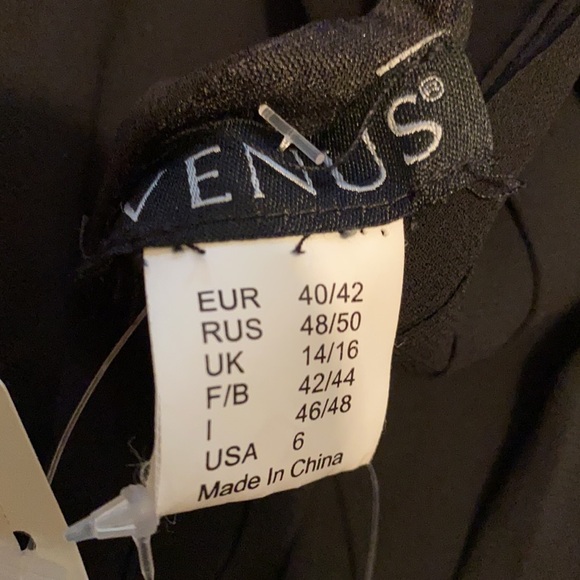 VENUS®
EUR 40/42
RUS 48/50
UK 14/16
F/B 42/44
I 46/48
USA 6
Made In China